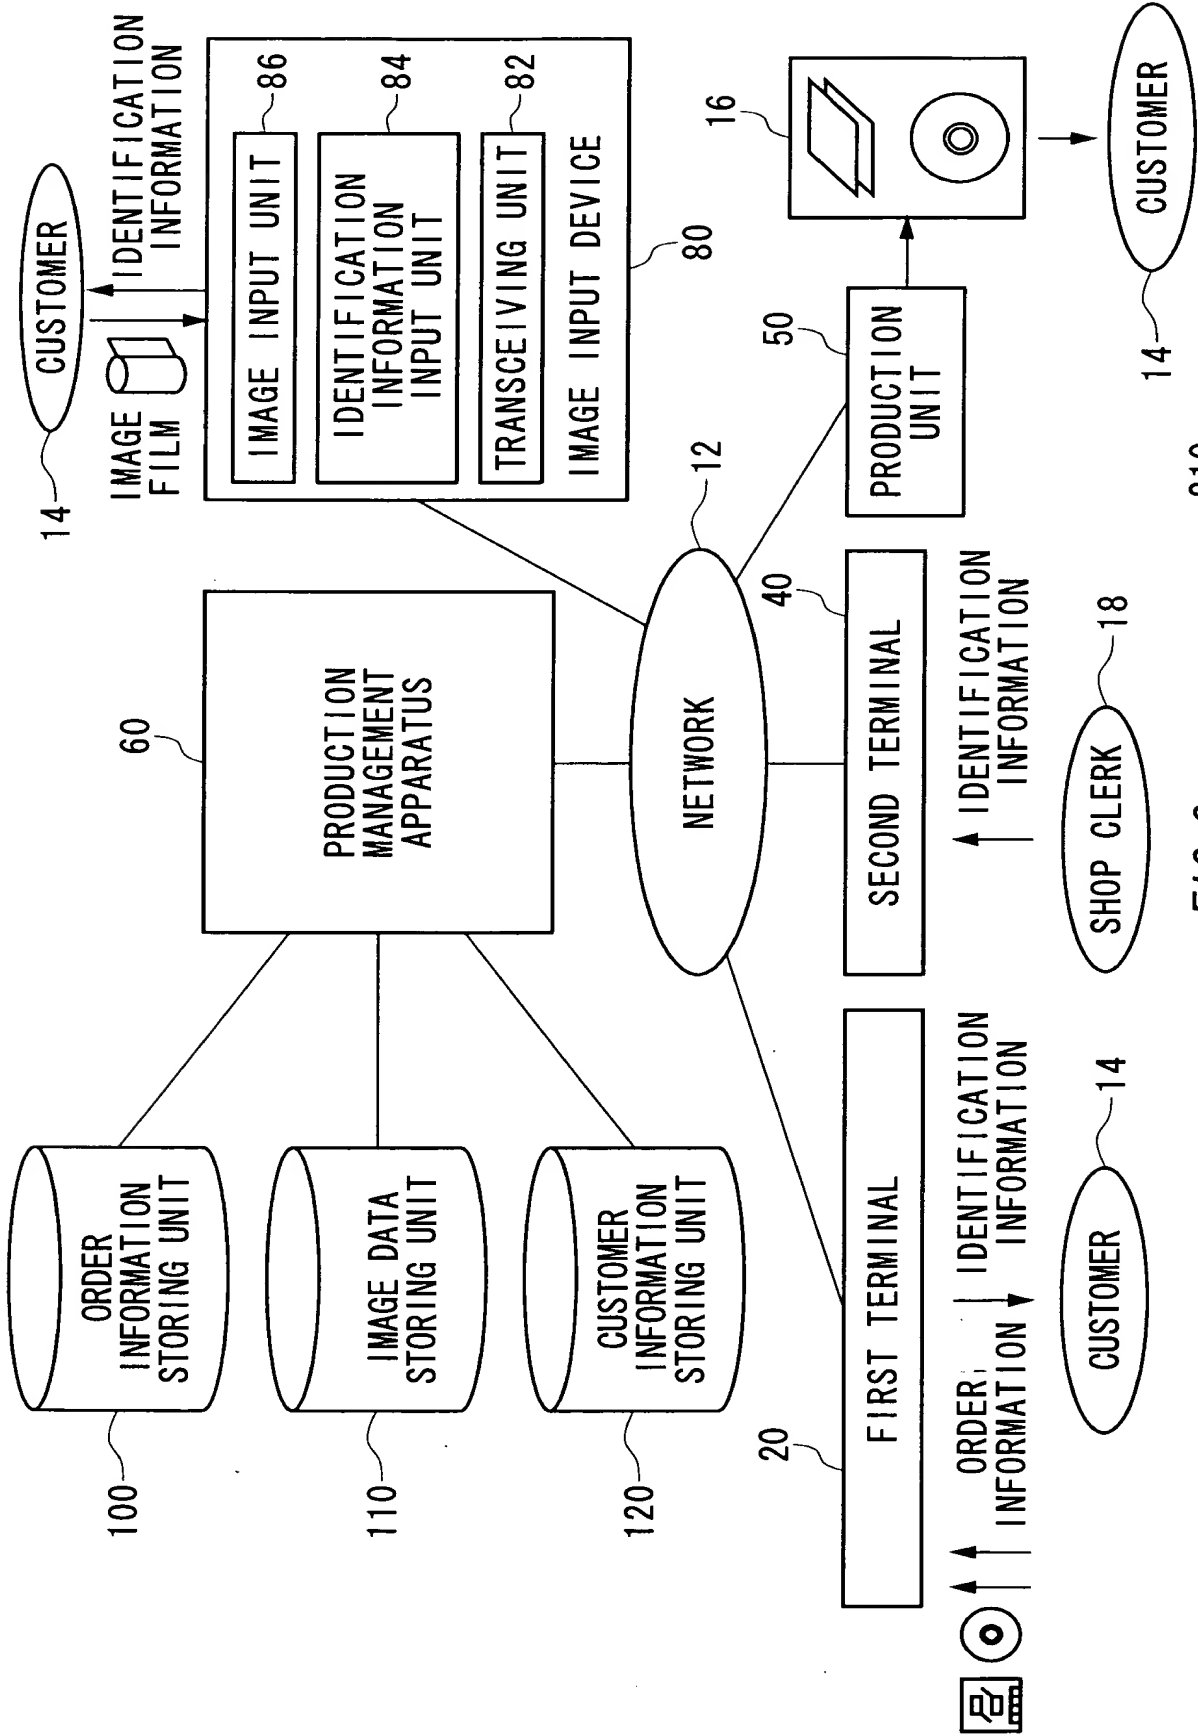 100
ORDER
INFORMATION
STORING UNIT
110
IMAGE DATA
STORING UNIT
120
CUSTOMER
INFORMATION
STORING UNIT
60
PRODUCTION
MANAGEMENT
APPARATUS
14
CUSTOMER
IMAGE
FILM
IDENTIFICATION
INFORMATION
IMAGE INPUT UNIT
86
IDENTIFICATION
INFORMATION
INPUT UNIT
84
TRANSCEIVING UNIT
82
IMAGE INPUT DEVICE
80
NETWORK
12
20
FIRST TERMINAL
ORDER
INFORMATION
IDENTIFICATION
INFORMATION
CUSTOMER
14
40
SECOND TERMINAL
IDENTIFICATION
INFORMATION
SHOP CLERK
18
50
PRODUCTION
UNIT
16
14
CUSTOMER